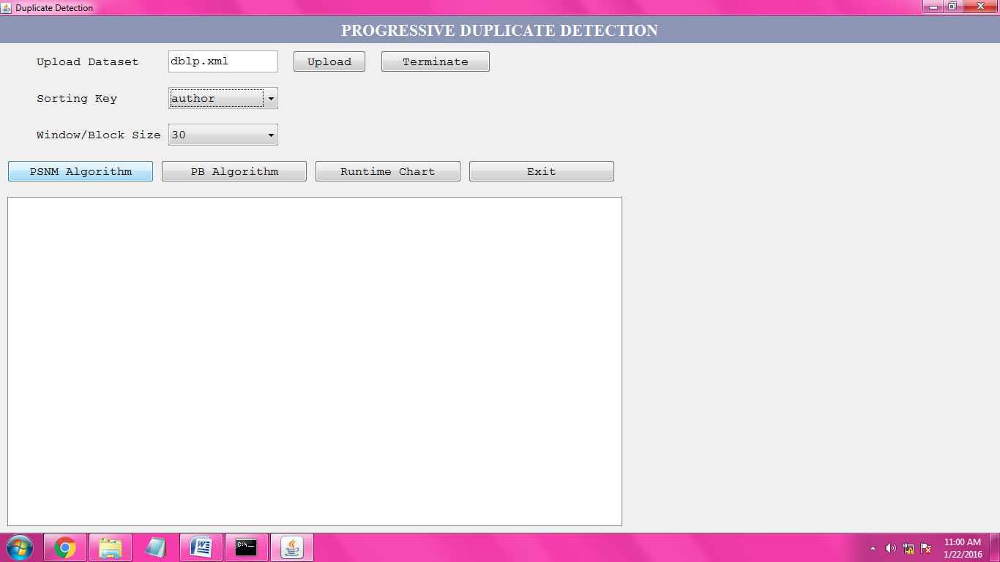 Duplicate Detection
PROGRESSIVE DUPLICATE DETECTION
Upload Dataset dblp.xml Upload Terminate
Sorting Key author
Window/Block Size 30
PSNM Algorithm PB Algorithm Runtime Chart Exit
C:\_
11:00 AM
1/22/2016